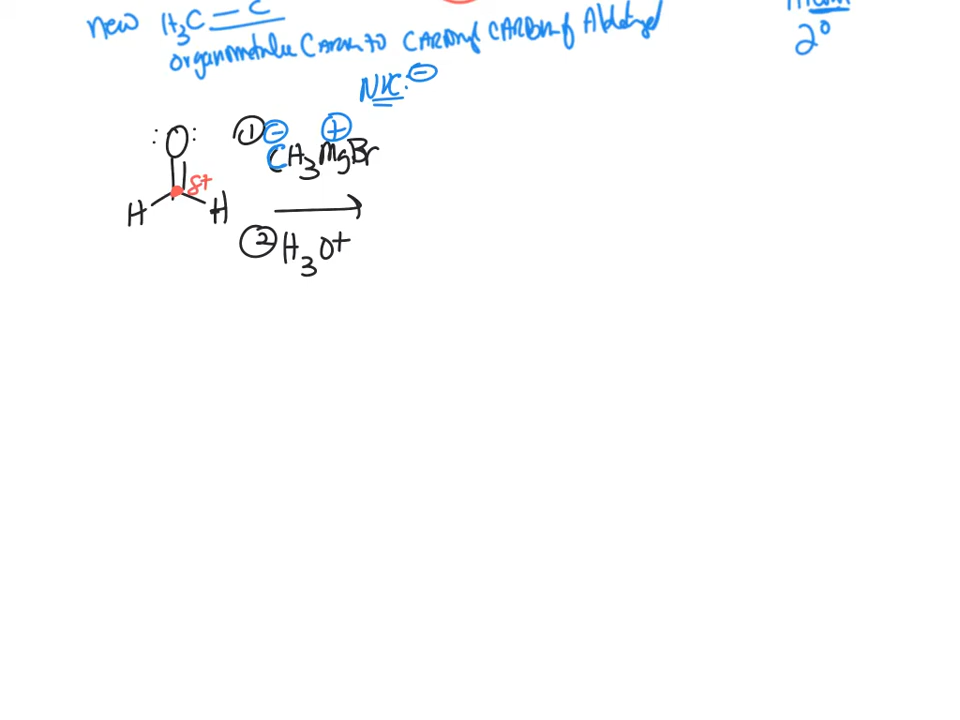 new H₃C — C
organometallic Carbon to CARBonyl CARBON of Aldehyde
2°
Nuc:⊖
:O: ① ⊖ ⊕
CH₃MgBr
δ+
H H
② H₃O+